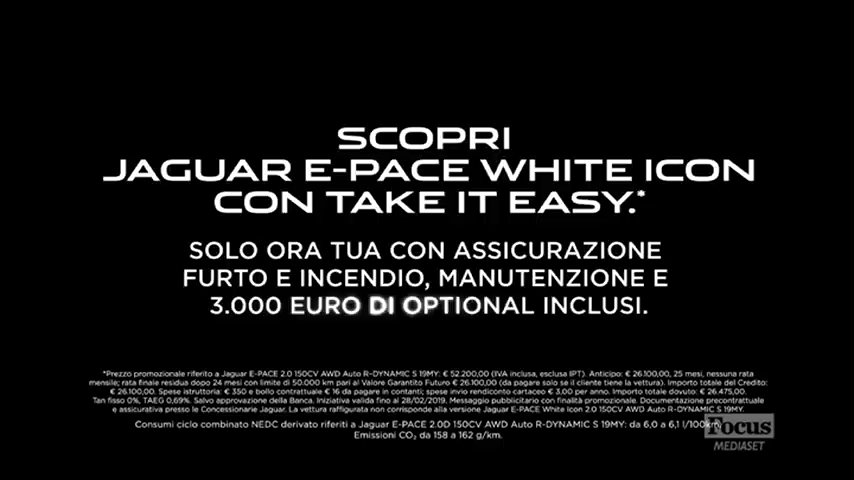 SCOPRI
JAGUAR E-PACE WHITE ICON
CON TAKE IT EASY.*
SOLO ORA TUA CON ASSICURAZIONE
FURTO E INCENDIO, MANUTENZIONE E
3.000 EURO DI OPTIONAL INCLUSI.
*Prezzo promozionale riferito a Jaguar E-PACE 2.0 150CV AWD Auto R-DYNAMIC S 19MY: € 52.200,00 (IVA inclusa, esclusa IPT). Anticipo: € 26.100,00, 25 mesi, nessuna rata
mensile; rata finale residua dopo 24 mesi con limite di 50.000 km pari al Valore Garantito Futuro € 26.100,00 (da pagare solo se il cliente tiene la vettura). Importo totale del Credito:
€ 26.100,00. Spese istruttoria: € 350 e bollo contrattuale € 16 da pagare in contanti; spese invio rendiconto cartaceo € 3,00 per anno. Importo totale dovuto: € 26.475,00.
Tan fisso 0%, TAEG 0,69%. Salvo approvazione della Banca. Iniziativa valida fino al 28/02/2019. Messaggio pubblicitario con finalità promozionale. Documentazione precontrattuale
e assicurativa presso le Concessionarie Jaguar. La vettura raffigurata non corrisponde alla versione Jaguar E-PACE White Icon 2.0 150CV AWD Auto R-DYNAMIC S 19MY.
Consumi ciclo combinato NEDC derivato riferiti a Jaguar E-PACE 2.0D 150CV AWD Auto R-DYNAMIC S 19MY: da 6,0 a 6,1 l/100km.
Emissioni CO₂ da 158 a 162 g/km.
Focus
MEDIASET